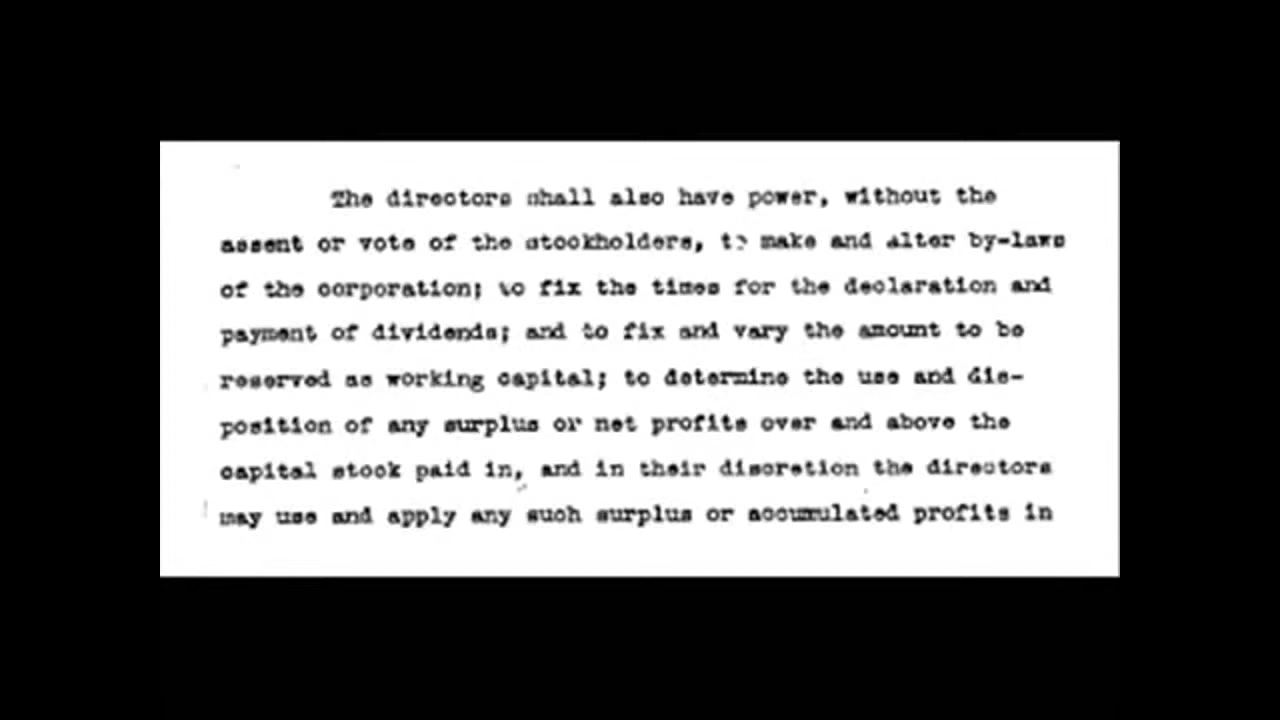 The directors shall also have power, without the
assent or vote of the stockholders, to make and alter by-laws
of the corporation; to fix the times for the declaration and
payment of dividends; and to fix and vary the amount to be
reserved as working capital; to determine the use and dis-
position of any surplus or net profits over and above the
capital stock paid in, and in their discretion the directors
may use and apply any such surplus or accumulated profits in